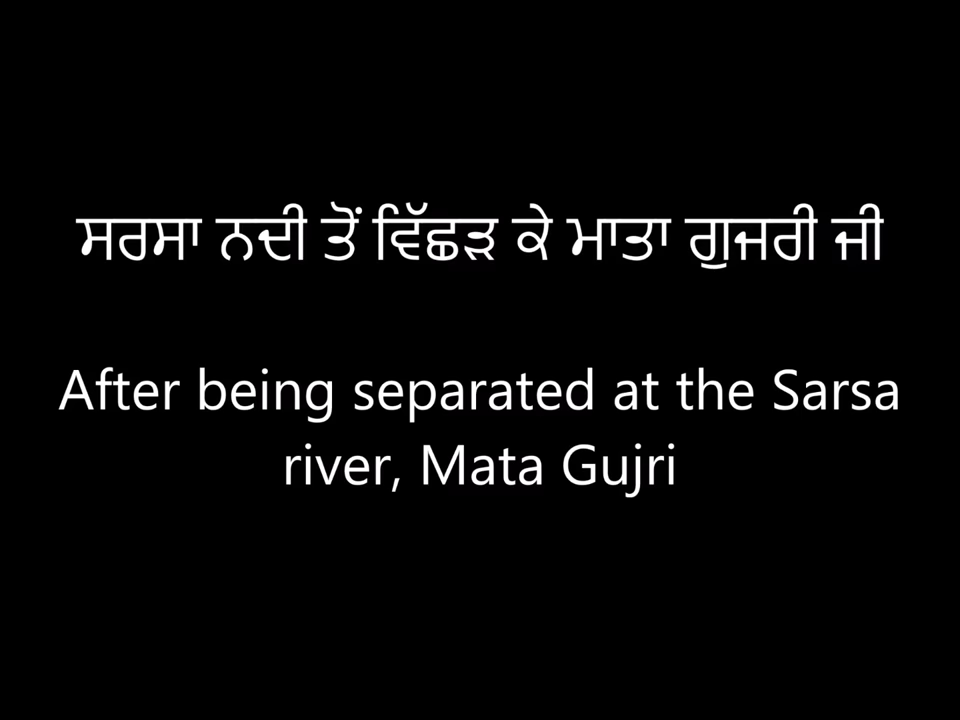 ਸਰਸਾ ਨਦੀ ਤੋਂ ਵਿੱਛੜ ਕੇ ਮਾਤਾ ਗੁਜਰੀ ਜੀ
After being separated at the Sarsa
river, Mata Gujri